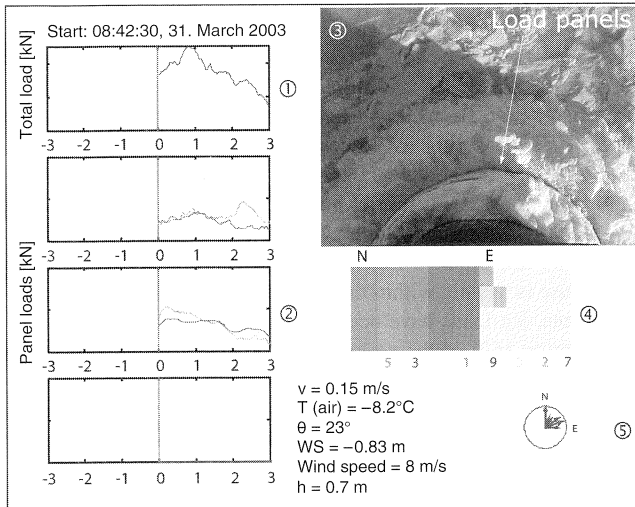 Start: 08:42:30, 31. March 2003
Total load [kN]
-3 -2 -1 0 1 2 3
①
-3 -2 -1 0 1 2 3
Panel loads [kN]
-3 -2 -1 0 1 2 3
②
-3 -2 -1 0 1 2 3
③
Load panels
N E
④
5 3 1 9 2 7
v = 0.15 m/s
T (air) = -8.2°C
θ = 23°
WS = -0.83 m
Wind speed = 8 m/s
h = 0.7 m
N
E
⑤